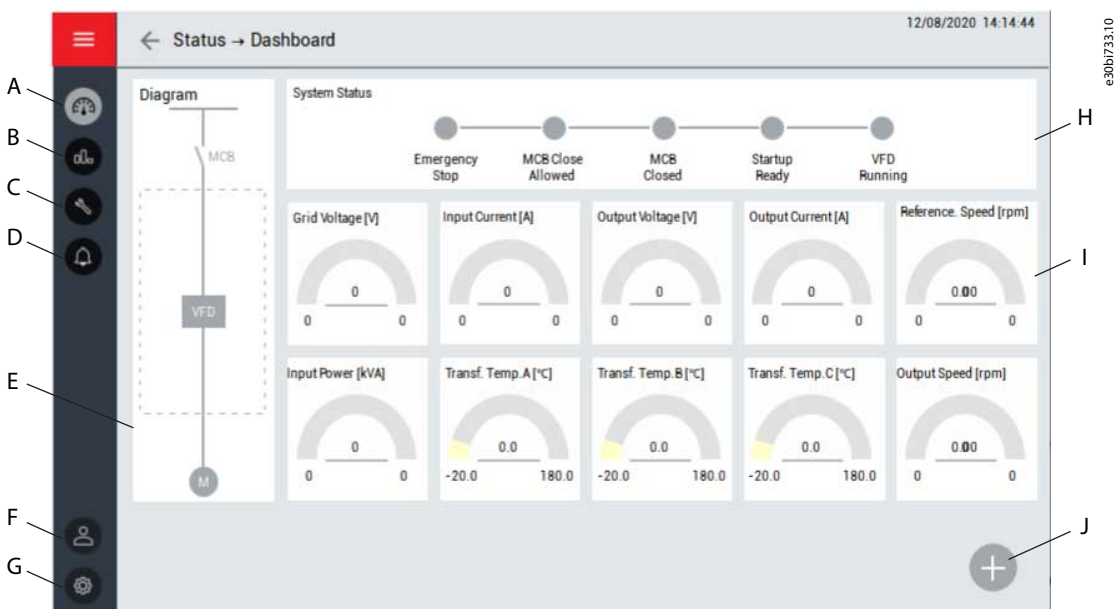 12/08/2020 14:14:44
← Status → Dashboard
e30bi733.10
A
B
C
D
E
F
G
H
I
J
Diagram
MCB
VFD
M
System Status
Emergency Stop
MCB Close Allowed
MCB Closed
Startup Ready
VFD Running
Grid Voltage [V]
0
0 0
Input Current [A]
0
0 0
Output Voltage [V]
0
0 0
Output Current [A]
0
0 0
Reference. Speed [rpm]
0.00
0 0
Input Power [kVA]
0
0 0
Transf. Temp.A [°C]
0.0
-20.0 180.0
Transf. Temp.B [°C]
0.0
-20.0 180.0
Transf. Temp.C [°C]
0.0
-20.0 180.0
Output Speed [rpm]
0.00
0 0